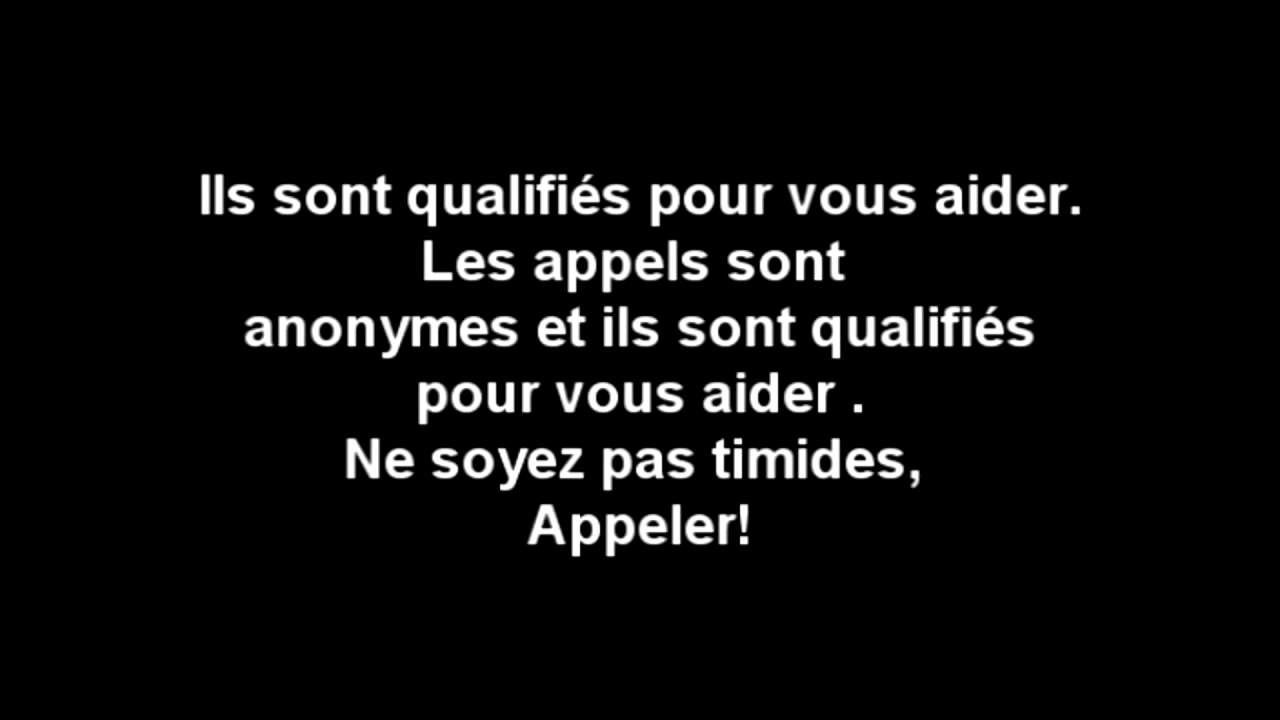 Ils sont qualifiés pour vous aider.
Les appels sont
anonymes et ils sont qualifiés
pour vous aider .
Ne soyez pas timides,
Appeler!